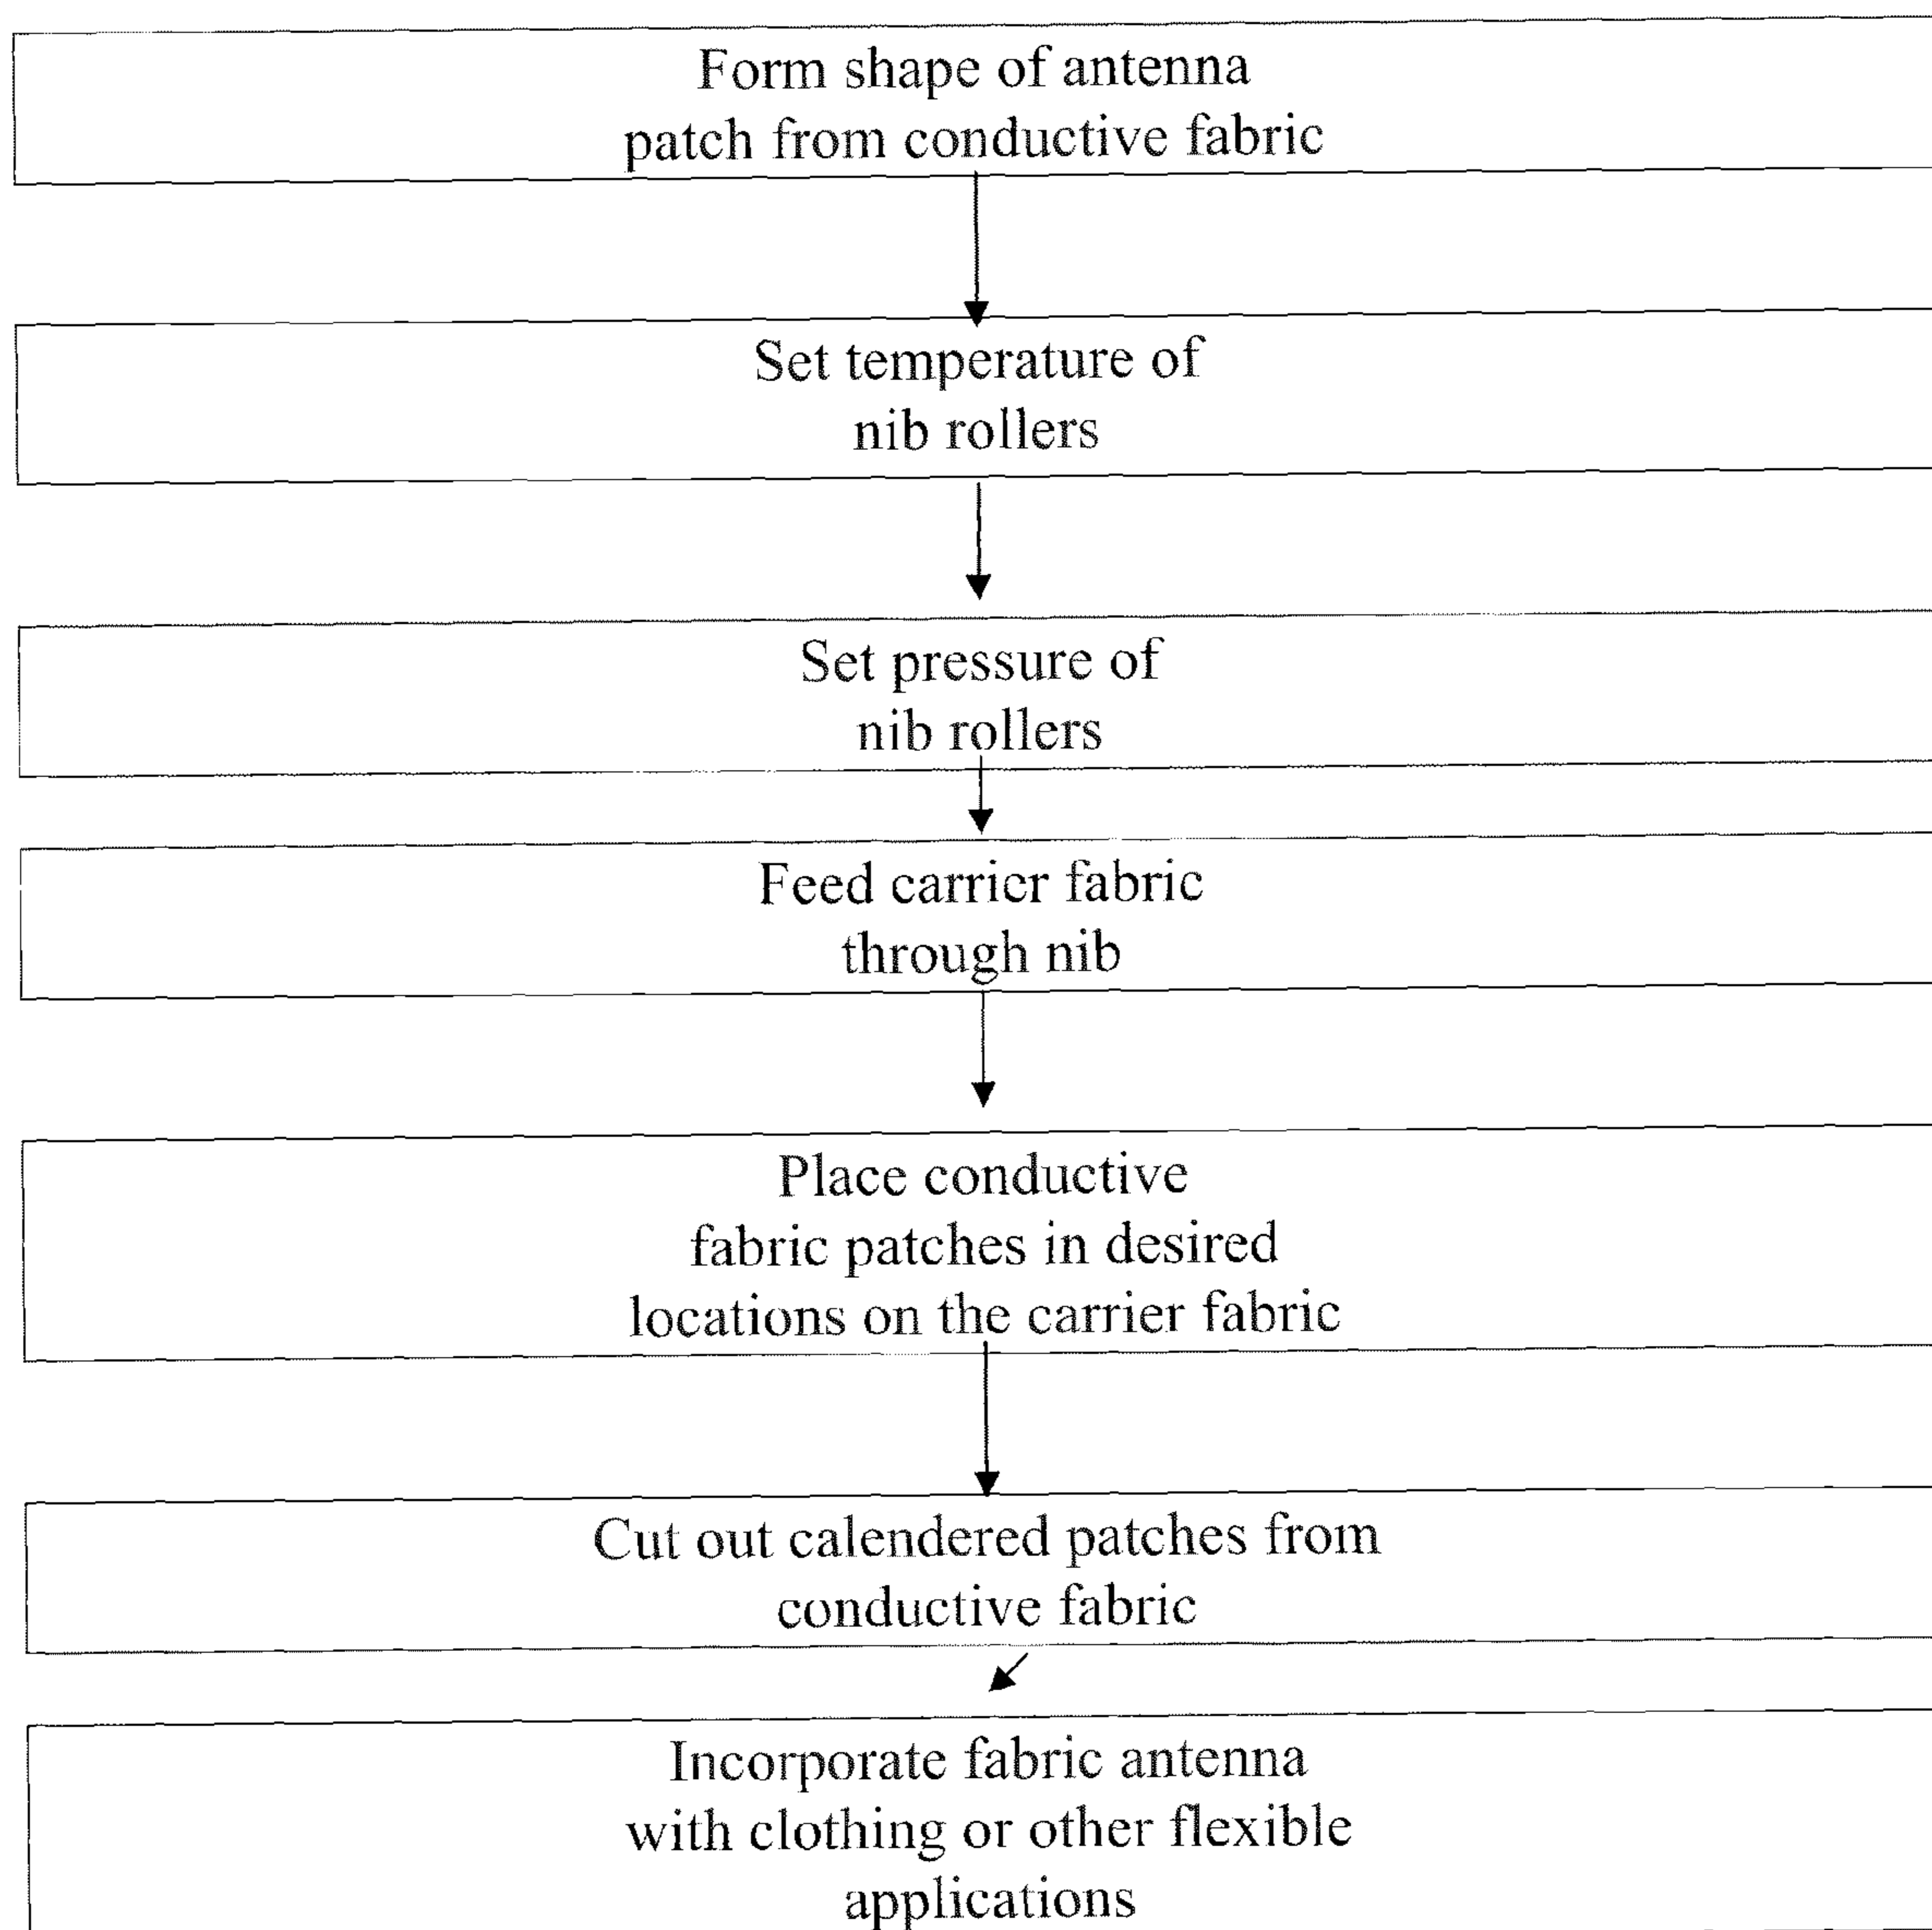 Form shape of antenna
patch from conductive fabric
Set temperature of
nib rollers
Set pressure of
nib rollers
Feed carrier fabric
through nib
Place conductive
fabric patches in desired
locations on the carrier fabric
Cut out calendered patches from
conductive fabric
Incorporate fabric antenna
with clothing or other flexible
applications